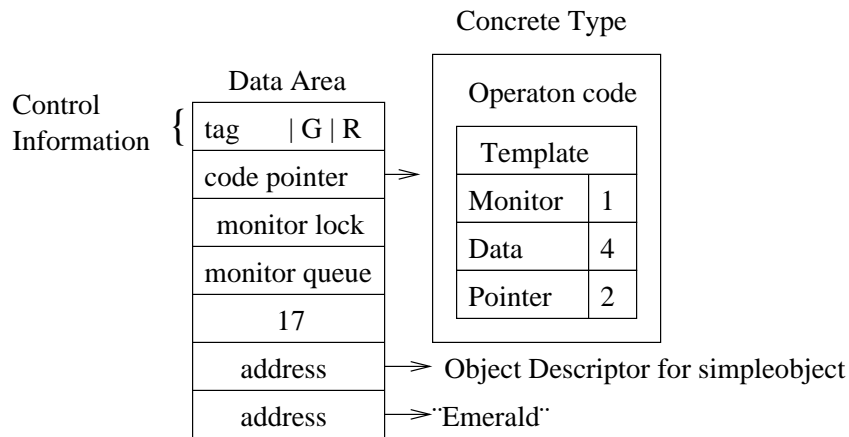 Concrete Type
Data Area
Control
Information
{
tag | G | R
code pointer
monitor lock
monitor queue
17
address
address
Operaton code
Template
Monitor 1
Data 4
Pointer 2
Object Descriptor for simpleobject
¨Emerald¨